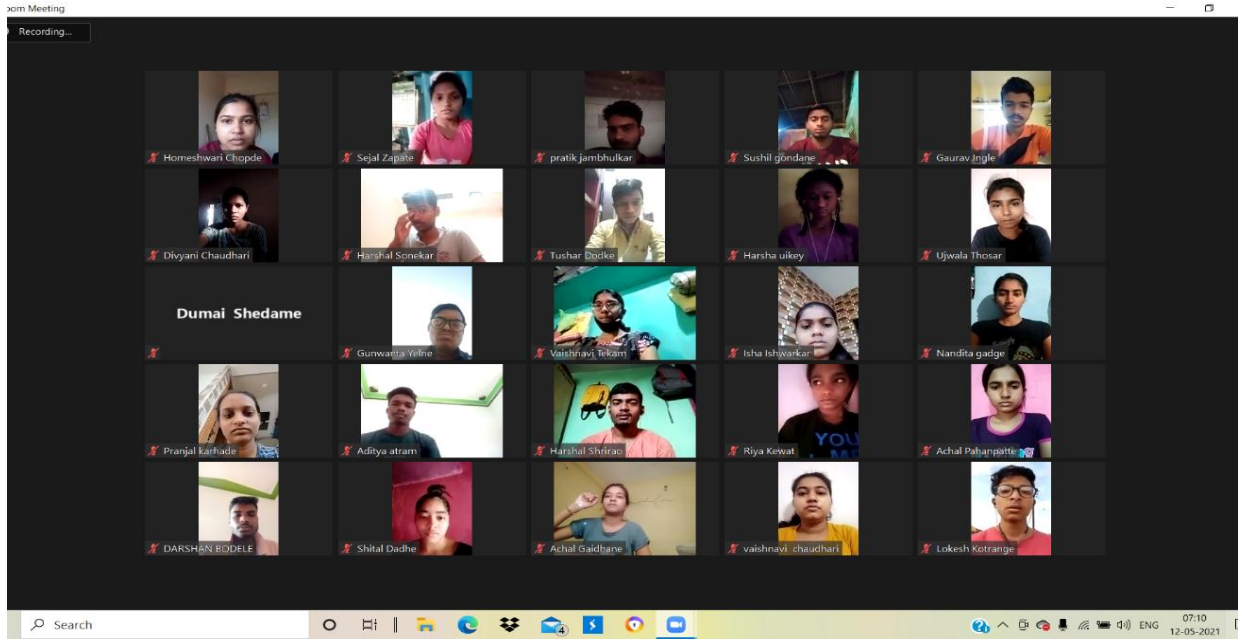 oom Meeting
Recording...
Homeshwari Chopde
Sejal Zapate
pratik jambhulkar
Sushil gondane
Gaurav Ingle
Divyani Chaudhari
Harshal Sonekar
Tushar Dodke
Harsha uikey
Ujwala Thosar
Dumai Shedame
Gunwanta Yelne
Vaishnavi Tekam
Isha Ishwarkar
Nandita gadge
Pranjal karhade
Aditya atram
Harshal Shrirao
YOU
Riya Kewat
Achal Pahanpatte
DARSHAN BODELE
Shital Dadhe
Achal Gaidhane
vaishnavi chaudhari
Lokesh Kotrange
Search
4
ENG
07:10
12-05-2021